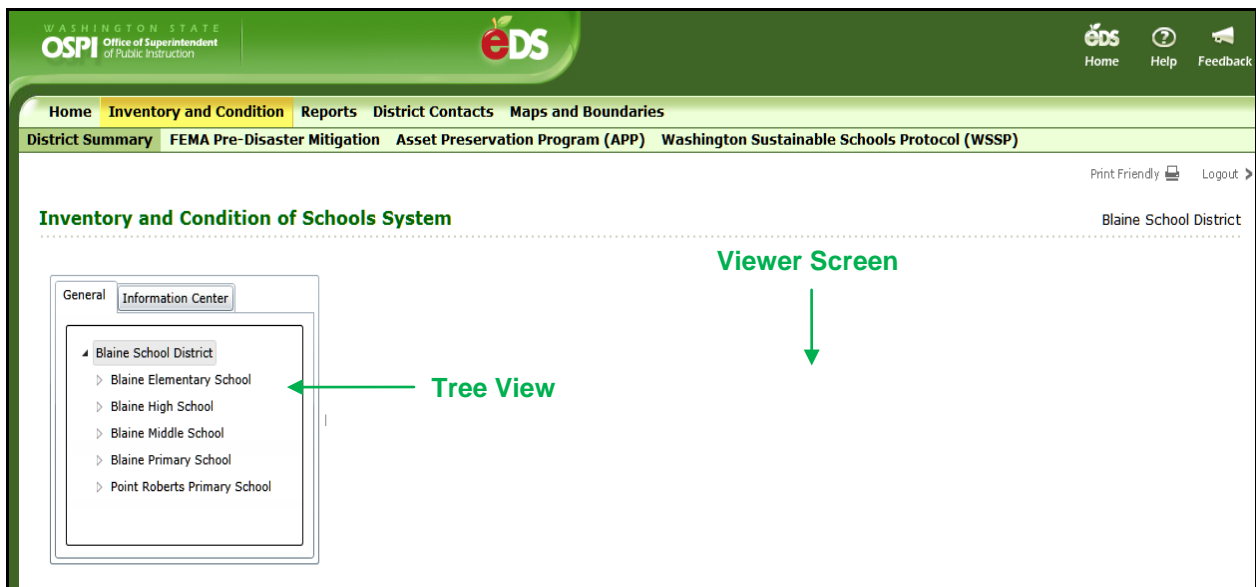 WASHINGTON STATE
OSPI Office of Superintendent
of Public Instruction
eDS
eDS
Home Help Feedback
Home Inventory and Condition Reports District Contacts Maps and Boundaries
District Summary FEMA Pre-Disaster Mitigation Asset Preservation Program (APP) Washington Sustainable Schools Protocol (WSSP)
Print Friendly Logout
Inventory and Condition of Schools System Blaine School District
Viewer Screen
General Information Center
Blaine School District
Blaine Elementary School
Tree View
Blaine High School
Blaine Middle School
Blaine Primary School
Point Roberts Primary School